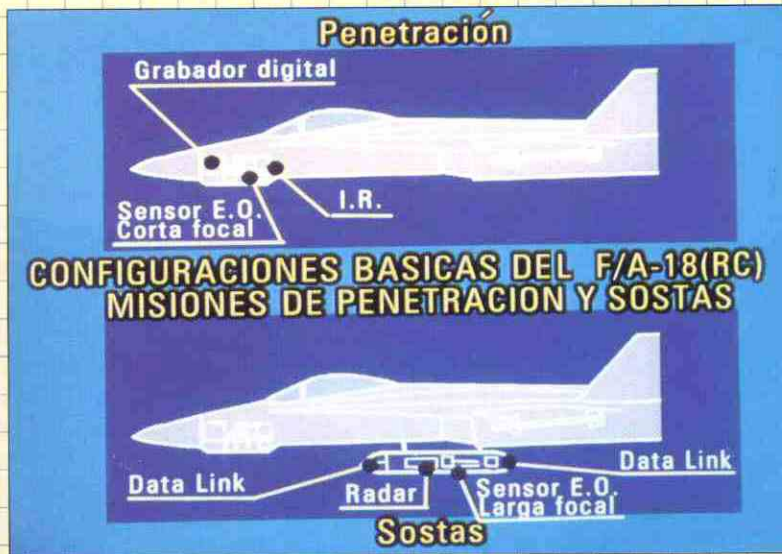 Penetración
Grabador digital
Sensor E.O.
Corta focal
I.R.
CONFIGURACIONES BASICAS DEL F/A-18(RC)
MISIONES DE PENETRACION Y SOSTAS
Data Link
Radar
Sensor E.O.
Larga focal
Data Link
Sostas